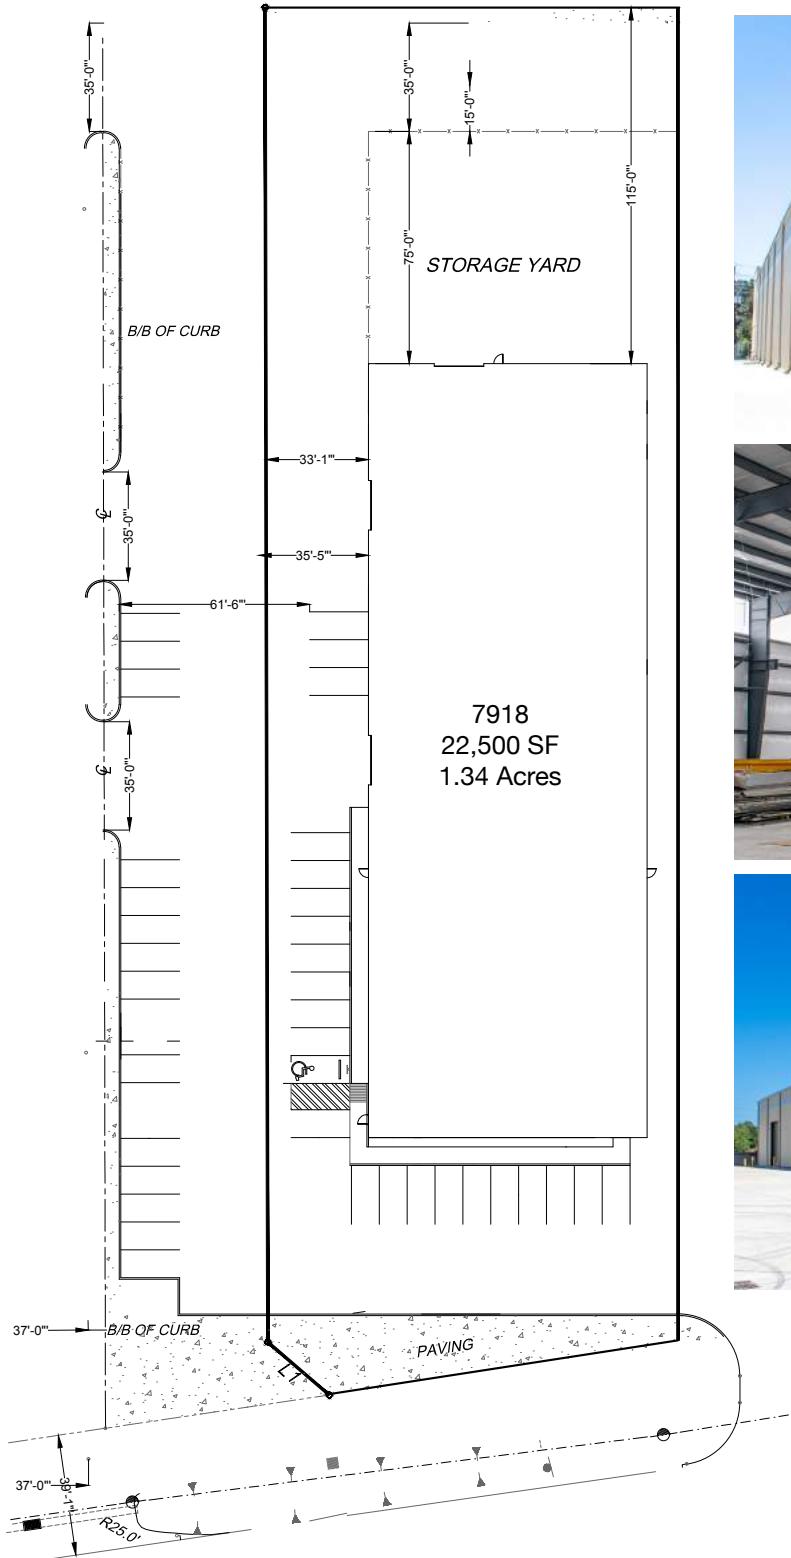 35'-0"'
35'-0"'
15'-0"'
115'-0"'
75'-0"'
STORAGE YARD
B/B OF CURB
33'-1"'
35'-0"'
35'-5"'
61'-6"'
7918
22,500 SF
1.34 Acres
35'-0"'
37'-0"'
B/B OF CURB
PAVING
L1
37'-0"'
39'-1"'
R25.0'